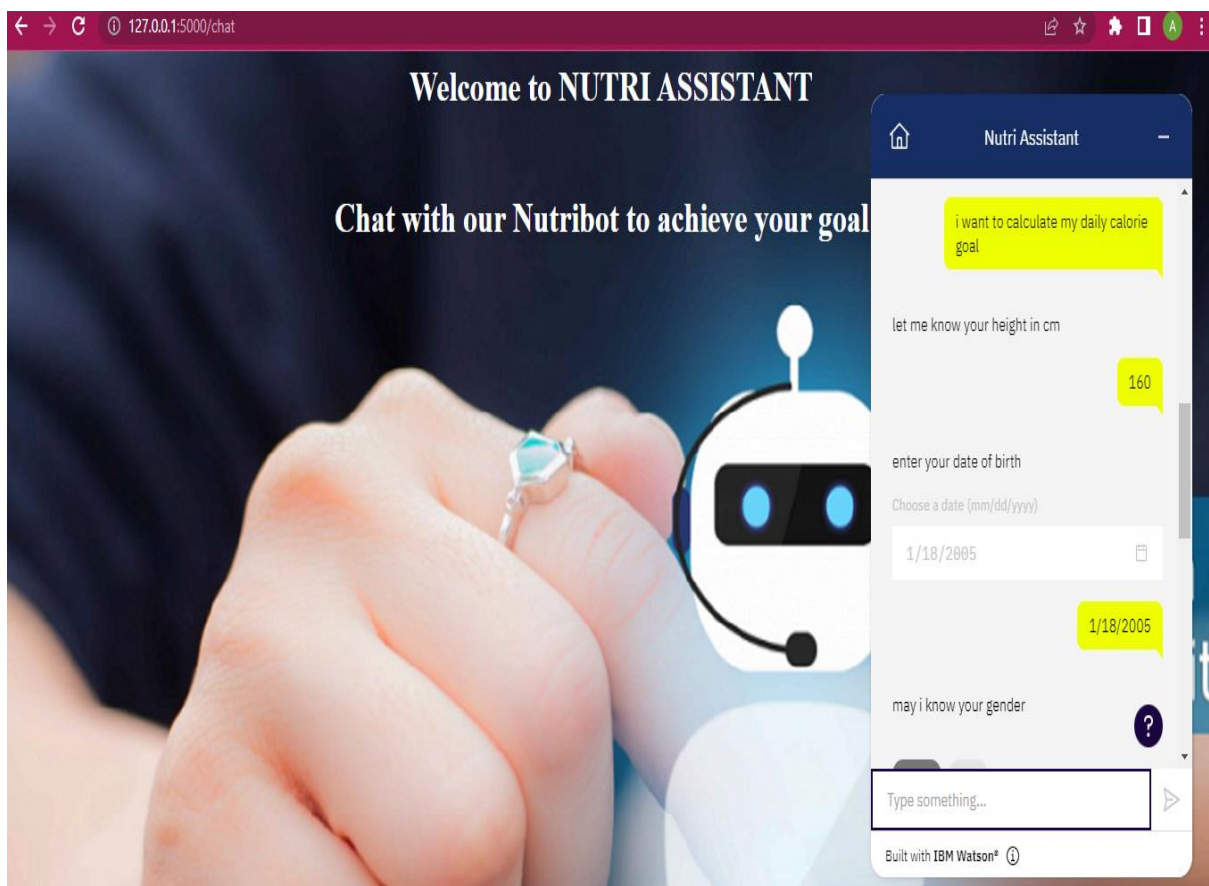 127.0.0.1:5000/chat
A
Welcome to NUTRI ASSISTANT
Chat with our Nutribot to achieve your goal
Nutri Assistant
i want to calculate my daily calorie
goal
let me know your height in cm
160
enter your date of birth
Choose a date (mm/dd/yyyy)
1/18/2005
1/18/2005
may i know your gender
?
Type something...
Built with IBM Watson®